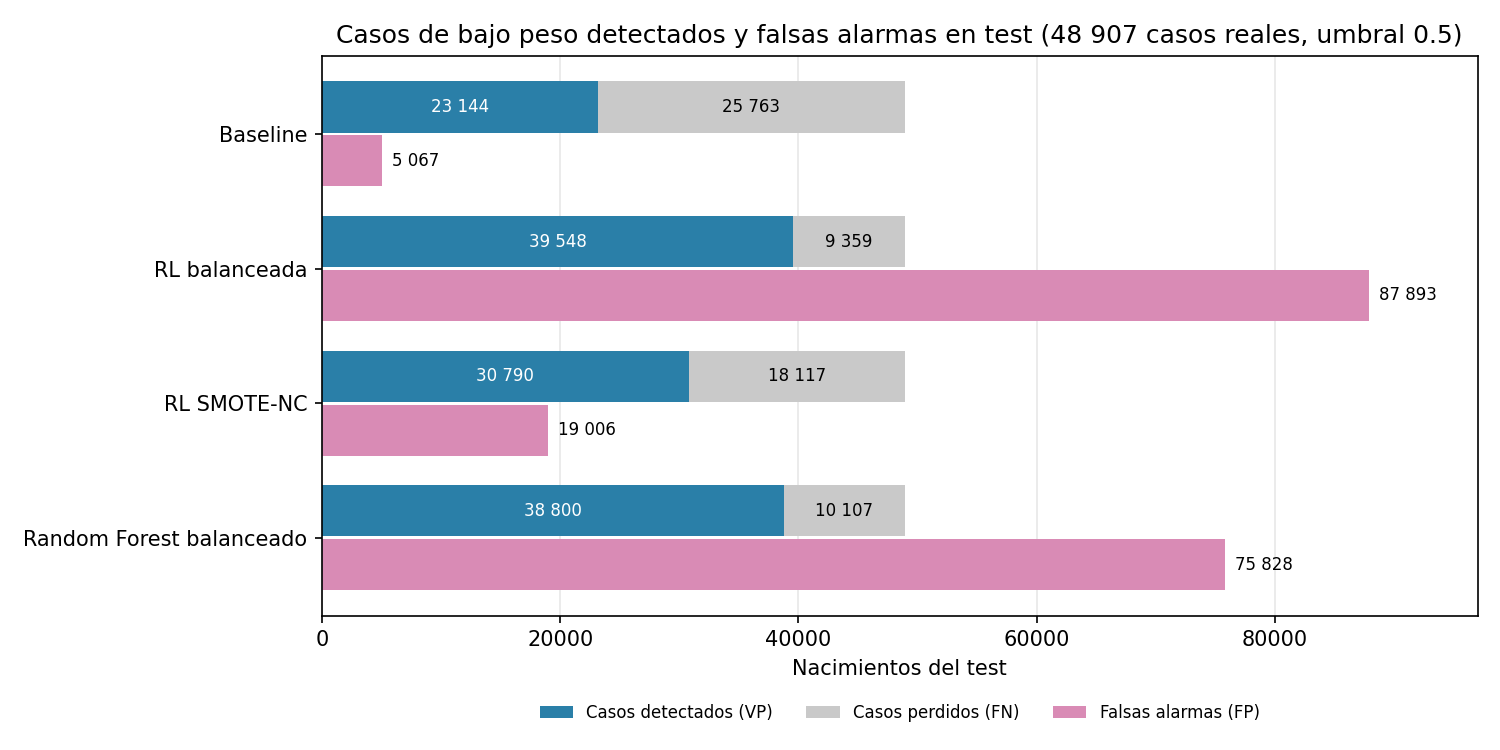 Casos de bajo peso detectados y falsas alarmas en test (48 907 casos reales, umbral 0.5)
Baseline
23 144
25 763
5 067
RL balanceada
39 548
9 359
87 893
RL SMOTE-NC
30 790
18 117
19 006
Random Forest balanceado
38 800
10 107
75 828
0 20000 40000 60000 80000
Nacimientos del test
Casos detectados (VP) Casos perdidos (FN) Falsas alarmas (FP)